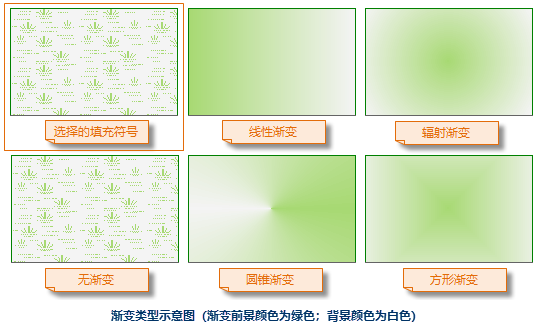 选择的填充符号
线性渐变
辐射渐变
无渐变
圆锥渐变
方形渐变
渐变类型示意图（渐变前景颜色为绿色；背景颜色为白色）